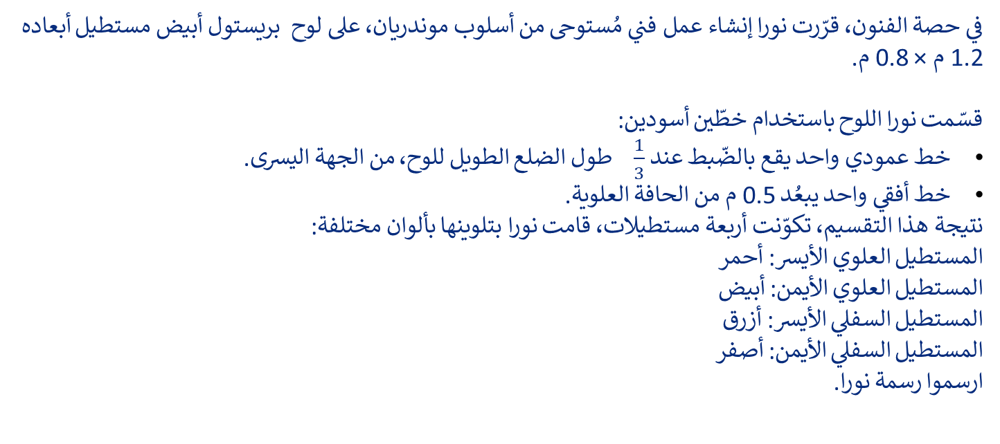 في حصة الفنون، قرّرت نورا إنشاء عمل فني مُستوحى من أسلوب موندريان، على لوح بريستول أبيض مستطيل أبعاده
1.2 م × 0.8 م.
قسّمت نورا اللوح باستخدام خطّين أسودين:
• خط عمودي واحد يقع بالضّبط عند 1/3 طول الضلع الطويل للوح، من الجهة اليسرى.
• خط أفقي واحد يبعُد 0.5 م من الحافة العلوية.
نتيجة هذا التقسيم، تكوّنت أربعة مستطيلات، قامت نورا بتلوينها بألوان مختلفة:
المستطيل العلوي الأيسر: أحمر
المستطيل العلوي الأيمن: أبيض
المستطيل السفلي الأيسر: أزرق
المستطيل السفلي الأيمن: أصفر
ارسموا رسمة نورا.